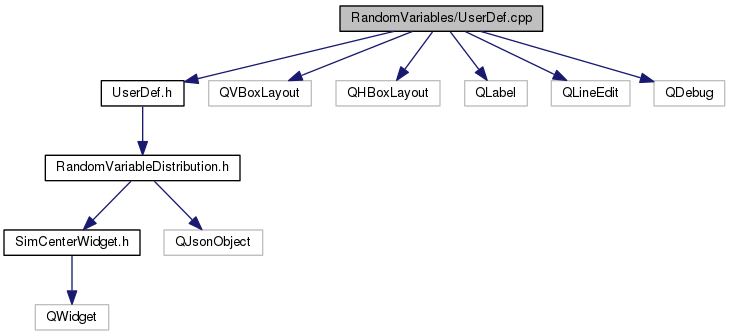 RandomVariables/UserDef.cpp
UserDef.h
QVBoxLayout
QHBoxLayout
QLabel
QLineEdit
QDebug
RandomVariableDistribution.h
SimCenterWidget.h
QJsonObject
QWidget